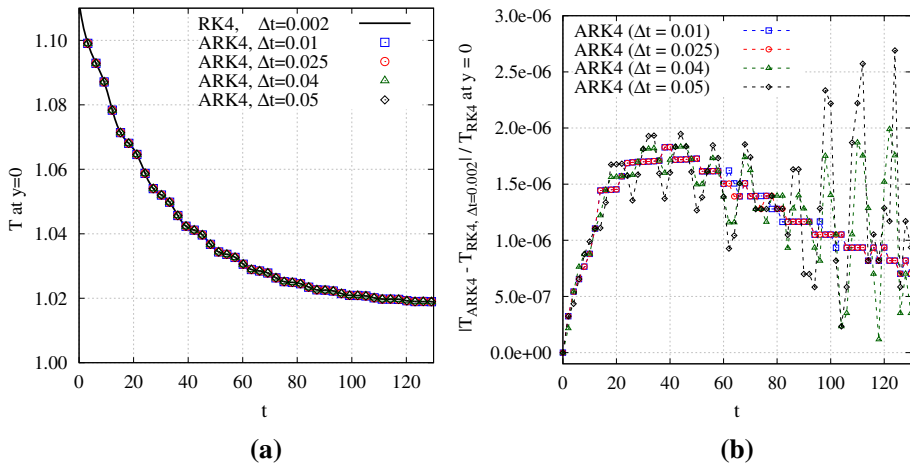 T at y=0
1.10
1.08
1.06
1.04
1.02
1.00
0 20 40 60 80 100 120
t
RK4, Δt=0.002
ARK4, Δt=0.01
ARK4, Δt=0.025
ARK4, Δt=0.04
ARK4, Δt=0.05
(a)
|T_ARK4 - T_RK4, Δt=0.002| / T_RK4 at y = 0
3.0e-06
2.5e-06
2.0e-06
1.5e-06
1.0e-06
5.0e-07
0.0e+00
0 20 40 60 80 100 120
t
ARK4 (Δt = 0.01)
ARK4 (Δt = 0.025)
ARK4 (Δt = 0.04)
ARK4 (Δt = 0.05)
(b)